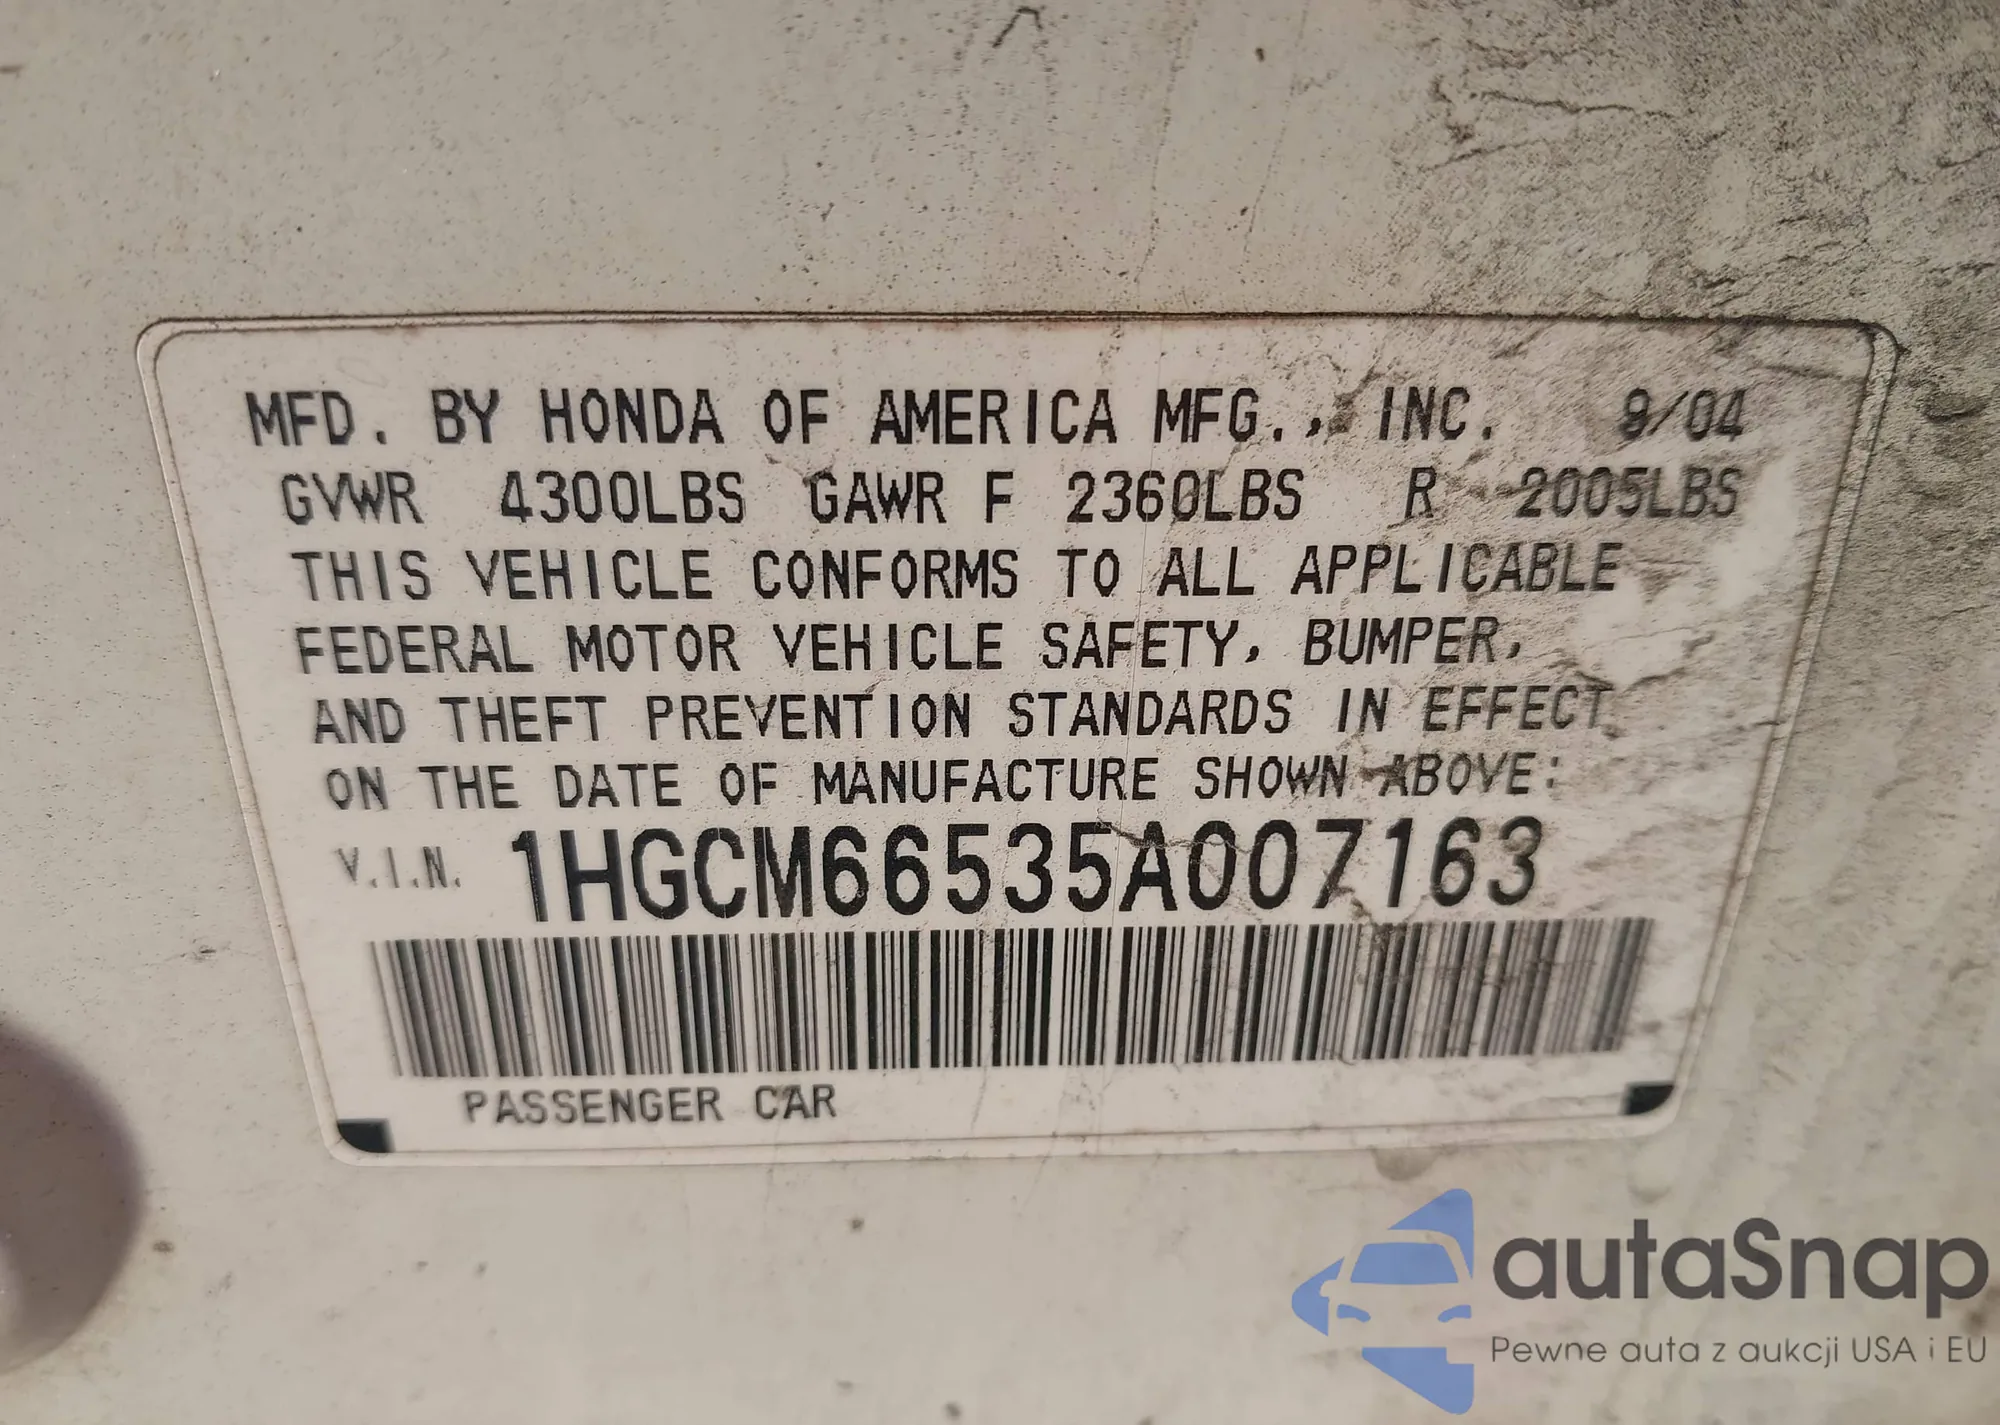 MFD. BY HONDA OF AMERICA MFG., INC. 9/04
GVWR 4300LBS GAWR F 2360LBS R 2005LBS
THIS VEHICLE CONFORMS TO ALL APPLICABLE
FEDERAL MOTOR VEHICLE SAFETY, BUMPER,
AND THEFT PREVENTION STANDARDS IN EFFECT
ON THE DATE OF MANUFACTURE SHOWN ABOVE:
V.I.N. 1HGCM66535A007163
PASSENGER CAR
autaSnap
Pewne auta z aukcji USA i EU